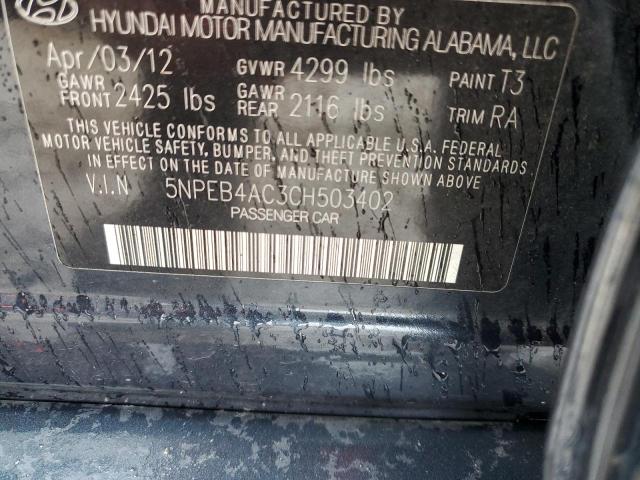 MANUFACTURED BY
HYUNDAI MOTOR MANUFACTURING ALABAMA, LLC
Apr/03/12 GVWR 4299 lbs PAINT T3
GAWR FRONT 2425 lbs GAWR REAR 2116 lbs TRIM RA
THIS VEHICLE CONFORMS TO ALL APPLICABLE U.S.A. FEDERAL
MOTOR VEHICLE SAFETY, BUMPER, AND THEFT PREVENTION STANDARDS
IN EFFECT ON THE DATE OF MANUFACTURE SHOWN ABOVE.
V.I.N 5NPEB4AC3CH503402
PASSENGER CAR